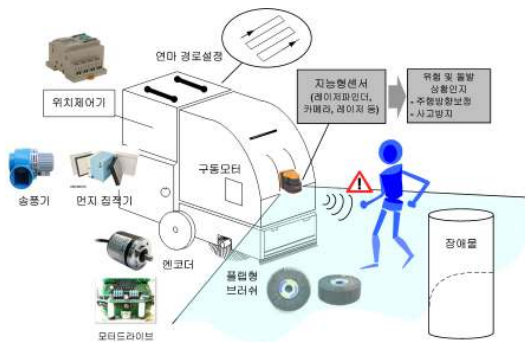 연마 경로설정
지능형센서
(레이저파인더,
카메라, 레이저 등)
위험 및 돌발
상황인지
• 주행방향보정
• 사고방지
위치제어기
구동모터
송풍기
먼지 집적기
엔코더
플랩형
브러쉬
장애물
모터드라이브